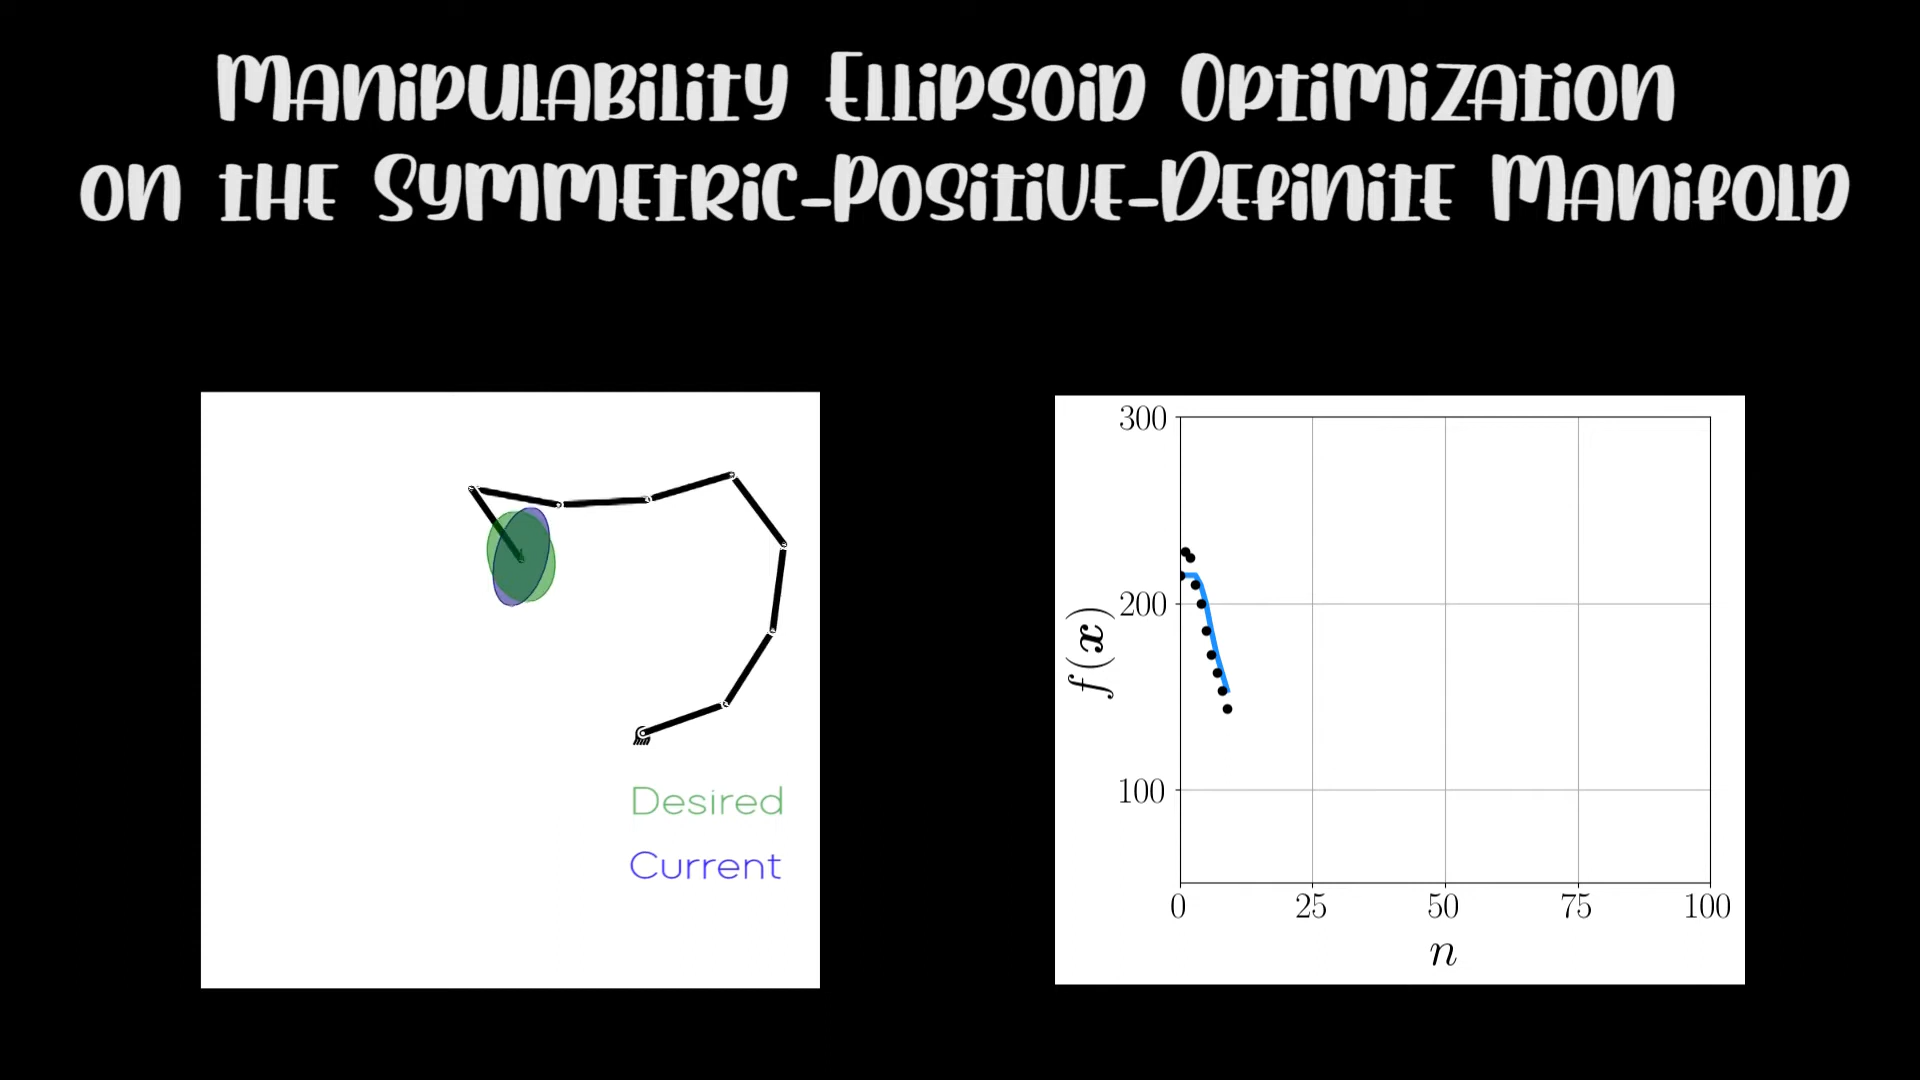 Manipulability Ellipsoid Optimization
on the Symmetric-Positive-Definite Manifold
Desired
Current
300
200
100
f(x)
0 25 50 75 100
n